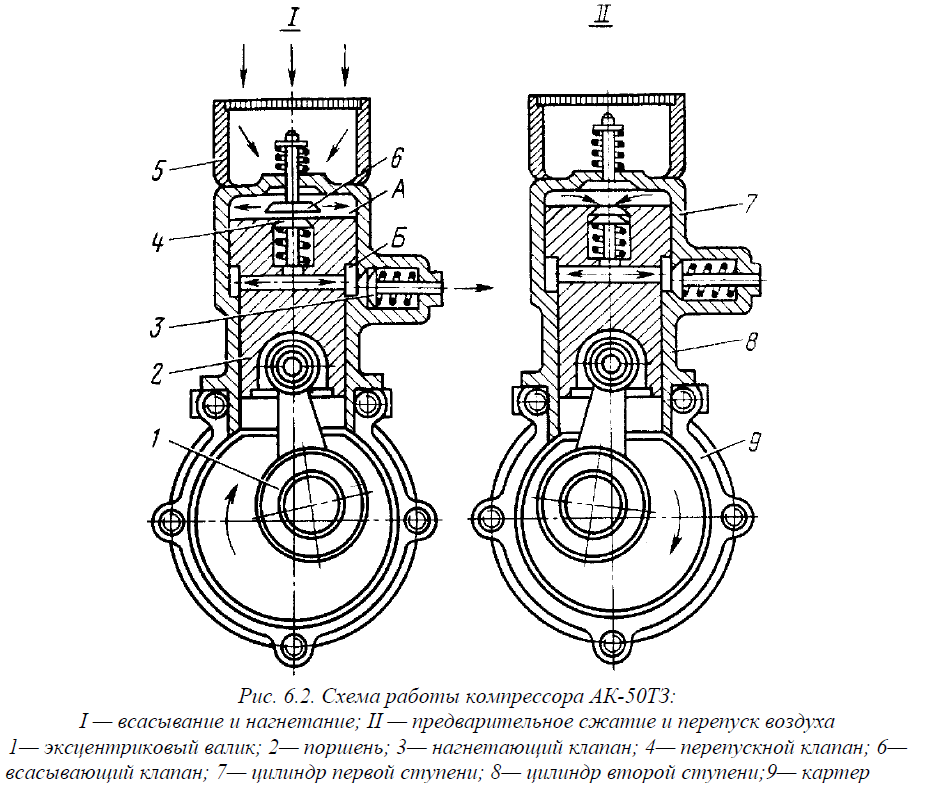 I
II
5
6
А
4
Б
3
2
1
7
8
9
Рис. 6.2. Схема работы компрессора АК-50ТЗ:
I — всасывание и нагнетание; II — предварительное сжатие и перепуск воздуха
1— эксцентриковый валик; 2— поршень; 3— нагнетающий клапан; 4— перепускной клапан; 6—
всасывающий клапан; 7— цилиндр первой ступени; 8— цилиндр второй ступени;9— картер